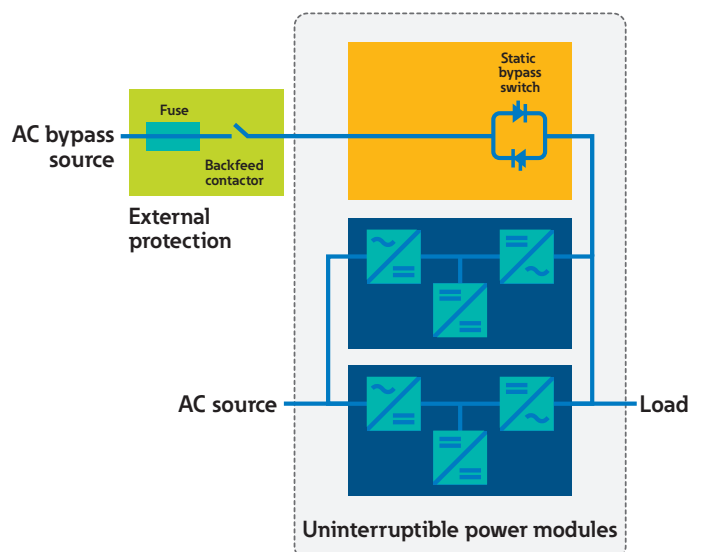 Static
bypass
switch
Fuse
AC bypass
source
Backfeed
contactor
External
protection
AC source
Load
Uninterruptible power modules